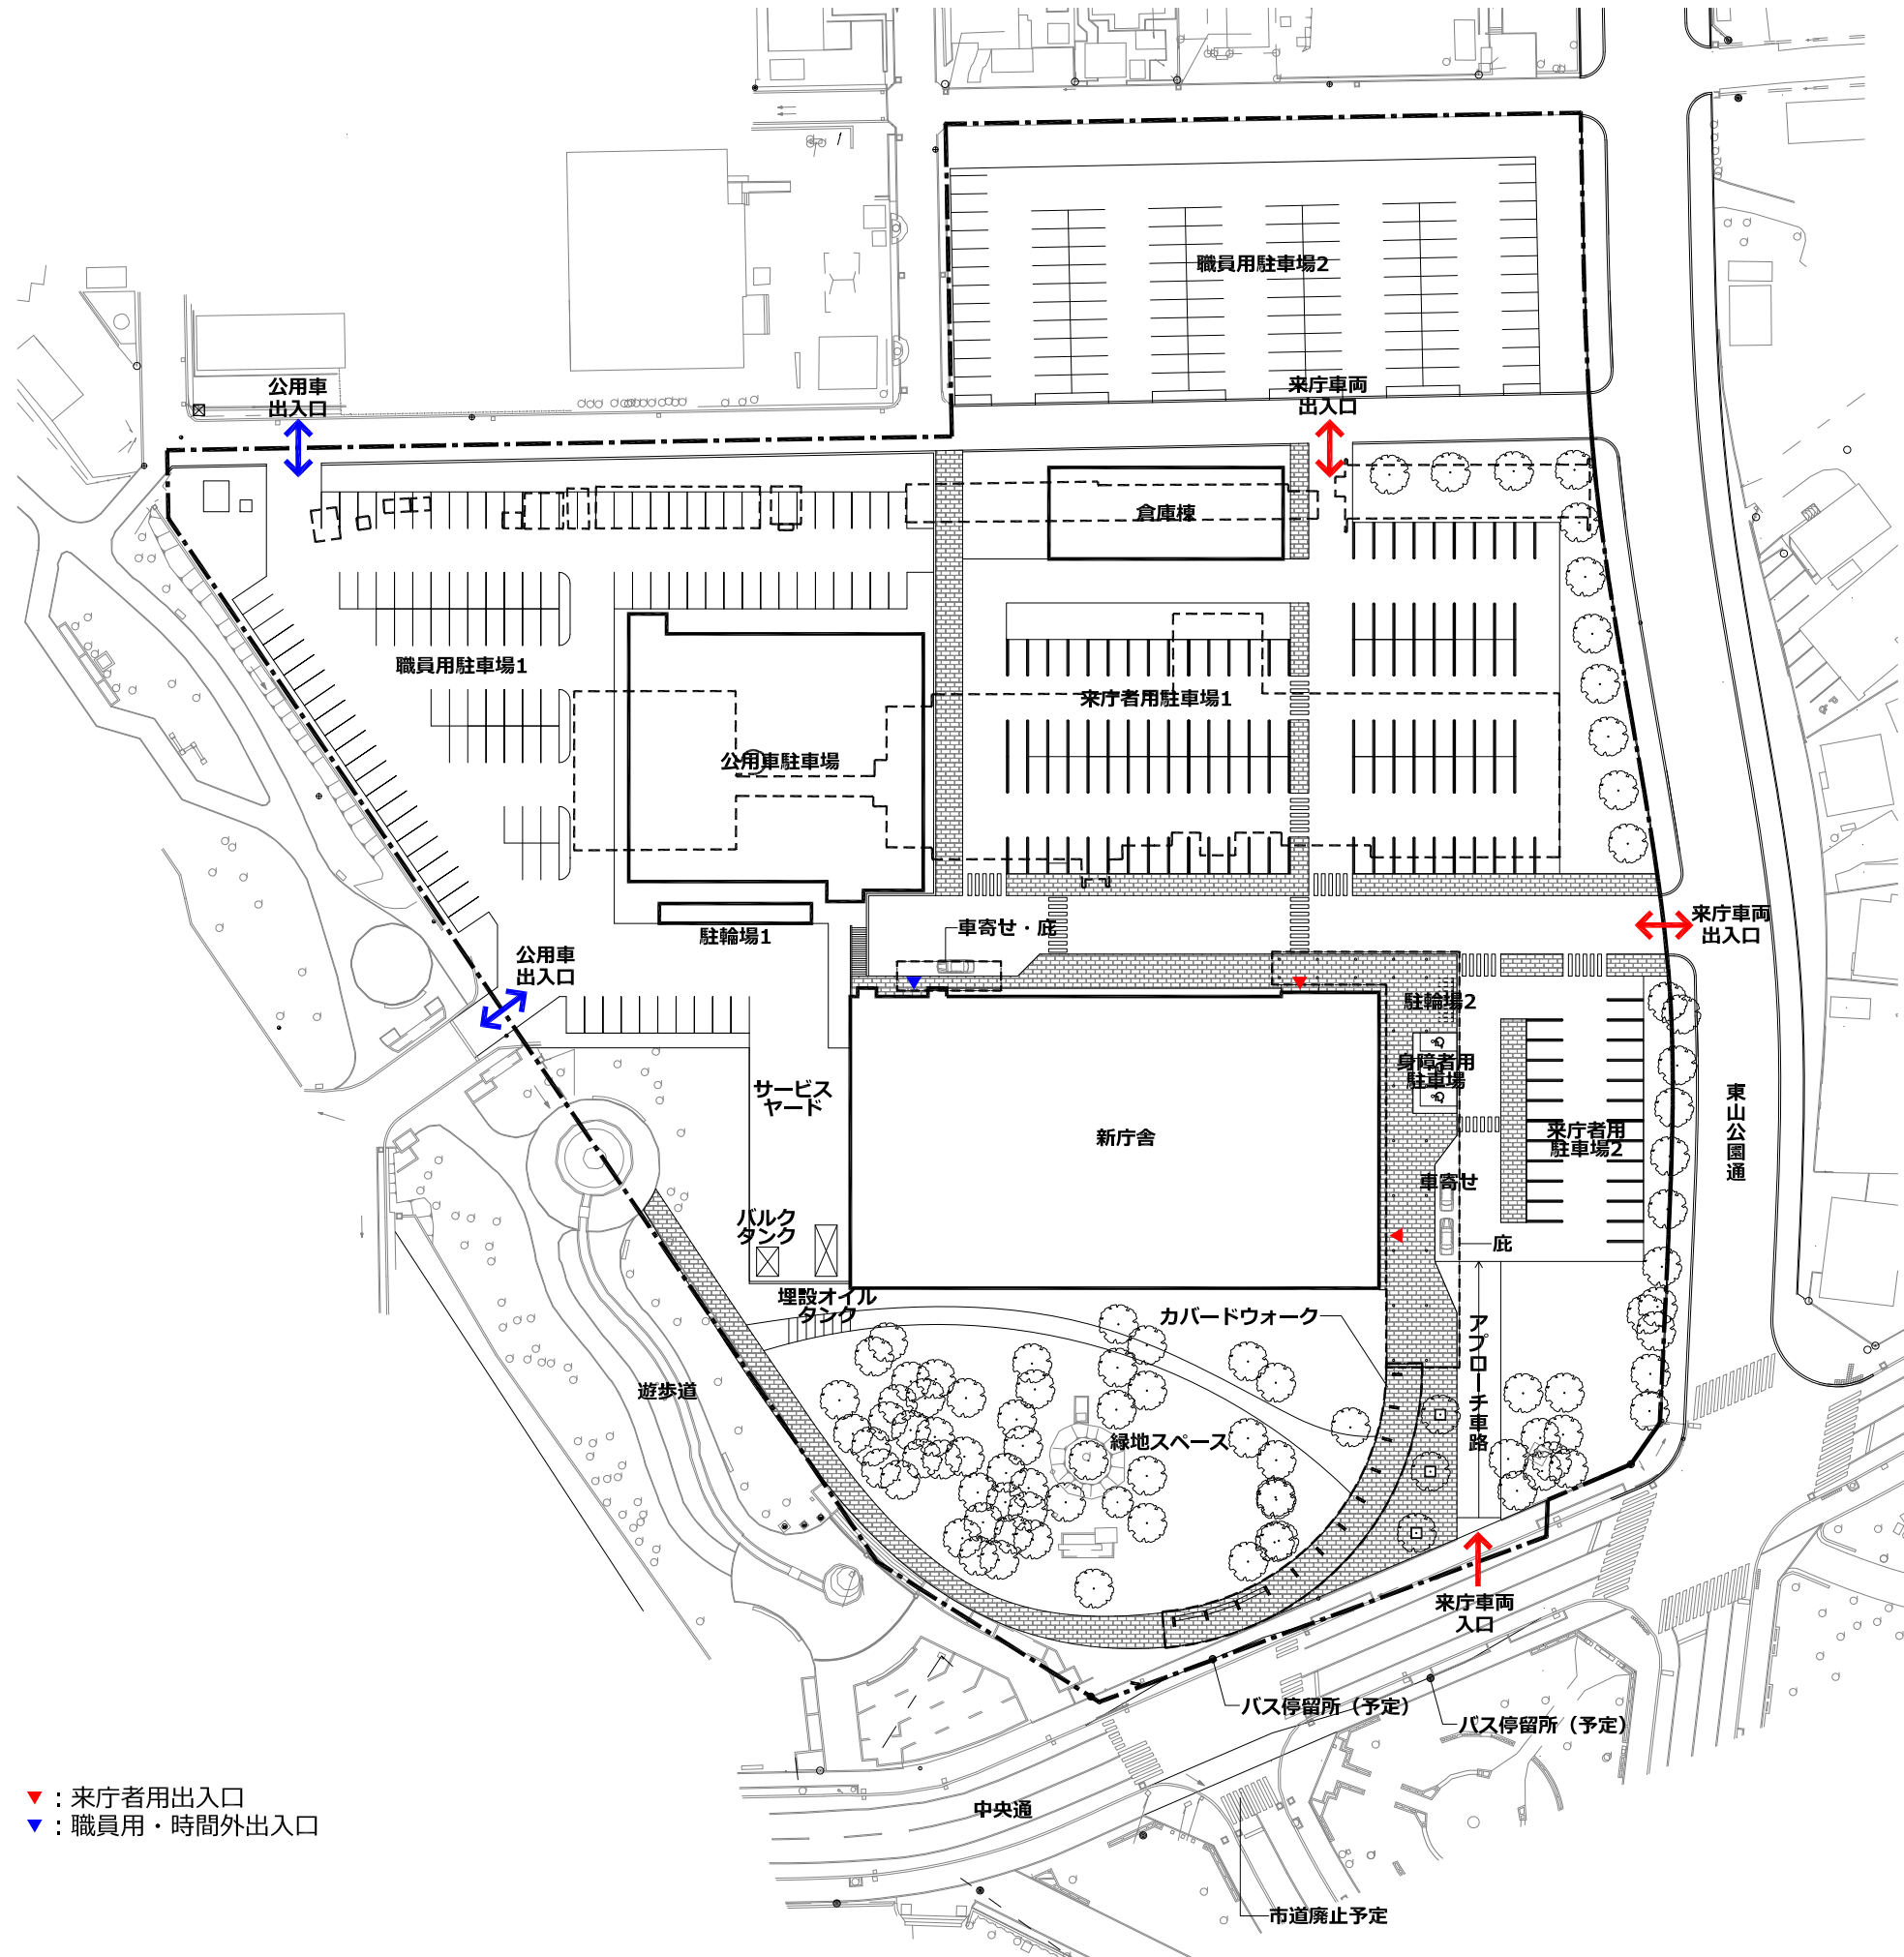 職員用駐車場2
公用車
出入口
来庁車両
出入口
倉庫棟
職員用駐車場1
来庁者用駐車場1
公用車駐車場
駐輪場1
車寄せ・庇
来庁車両
出入口
公用車
出入口
駐輪場2
身障者用
駐車場
サービス
ヤード
新庁舎
来庁者用
駐車場2
東山公園通
車寄せ
バルク
タンク
庇
埋設オイル
タンク
カバードウォーク
アプローチ車路
遊歩道
緑地スペース
来庁車両
入口
バス停留所（予定）
バス停留所（予定）
▼：来庁者用出入口
▼：職員用・時間外出入口
中央通
市道廃止予定